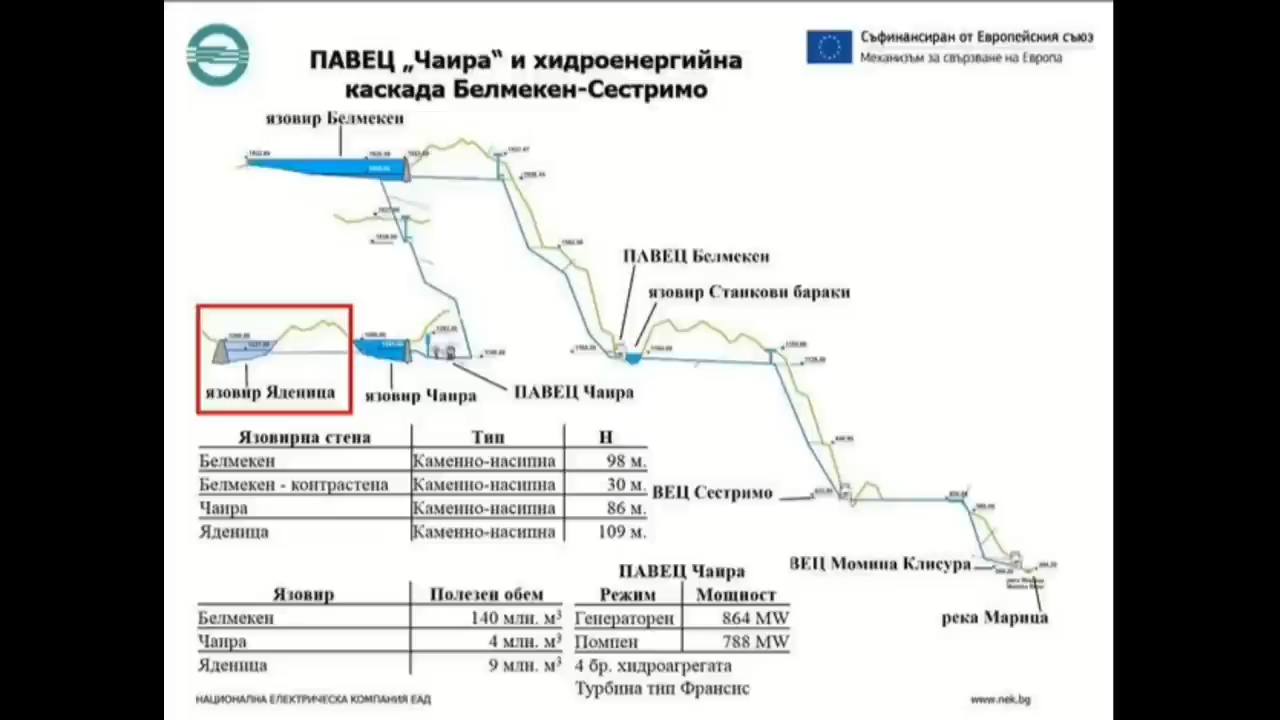 ПАВЕЦ „Чаира“ и хидроенергийна
каскада Белмекен-Сестримо
Съфинансиран от Европейския съюз
Механизъм за свързване на Европа
язовир Белмекен
ПАВЕЦ Белмекен
язовир Станкови бараки
язовир Яденица
язовир Чаира
ПАВЕЦ Чаира
Язовирна стена Тип Н
Белмекен Каменно-насипна 98 м.
Белмекен - контрастена Каменно-насипна 30 м.
Чаира Каменно-насипна 86 м.
Яденица Каменно-насипна 109 м.
ВЕЦ Сестримо
ВЕЦ Момина Клисура
река Марица
Язовир Полезен обем
Белмекен 140 млн. м³
Чаира 4 млн. м³
Яденица 9 млн. м³
ПАВЕЦ Чаира
Режим Мощност
Генераторен 864 MW
Помпен 788 MW
4 бр. хидроагрегата
Турбина тип Франсис
НАЦИОНАЛНА ЕЛЕКТРИЧЕСКА КОМПАНИЯ ЕАД
www.nek.bg